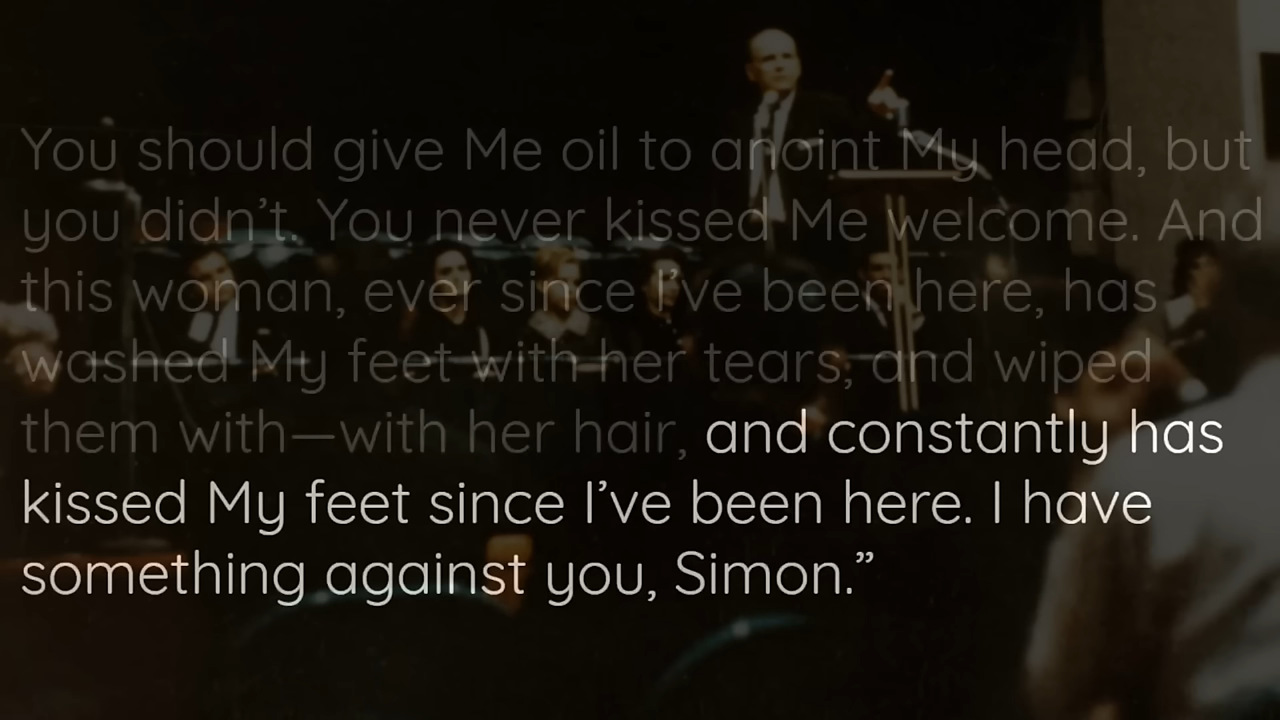 You should give Me oil to anoint My head, but
you didn’t. You never kissed Me welcome. And
this woman, ever since I’ve been here, has
washed My feet with her tears, and wiped
them with—with her hair, and constantly has
kissed My feet since I’ve been here. I have
something against you, Simon.”